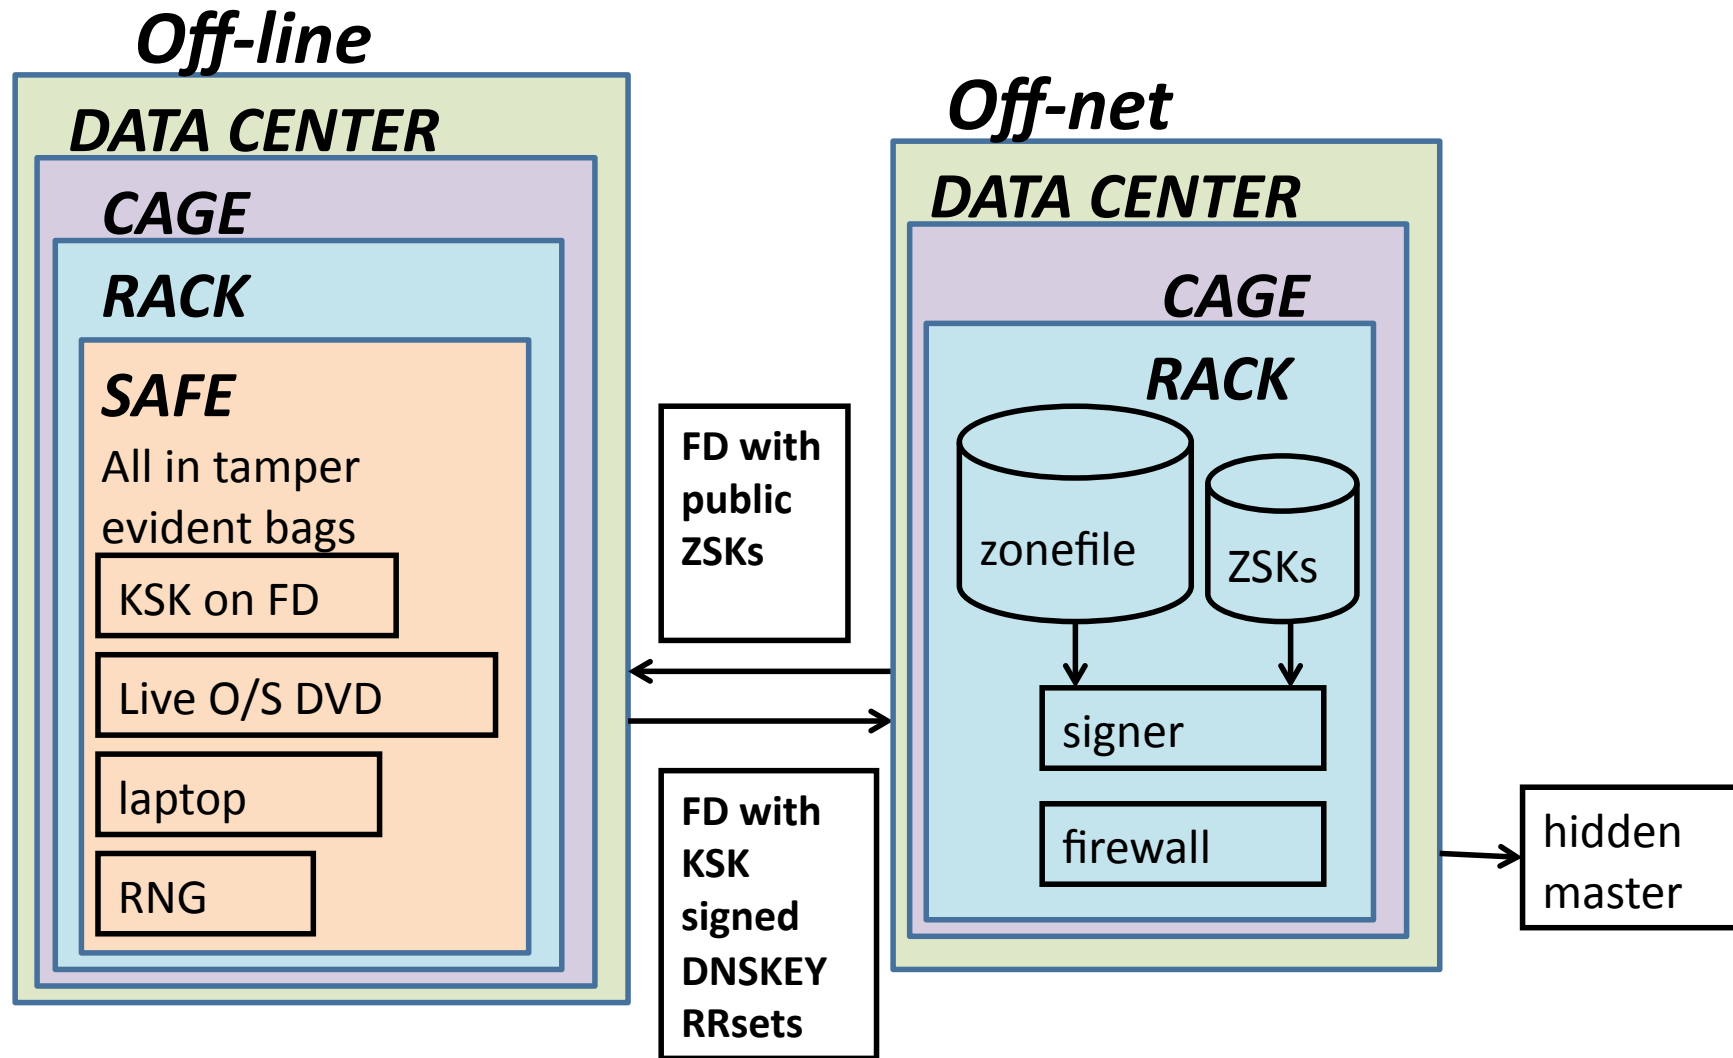 Off-line
DATA CENTER
CAGE
RACK
SAFE
All in tamper
evident bags
KSK on FD
Live O/S DVD
laptop
RNG
FD with
public
ZSKs
FD with
KSK
signed
DNSKEY
RRsets
Off-net
DATA CENTER
CAGE
RACK
zonefile
ZSKs
signer
firewall
hidden
master